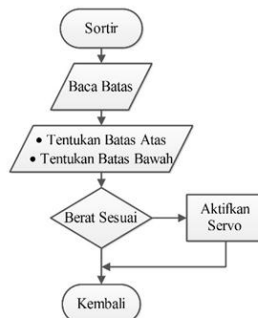 Sortir
Baca Batas
• Tentukan Batas Atas
• Tentukan Batas Bawah
Berat Sesuai
Aktifkan
Servo
Kembali